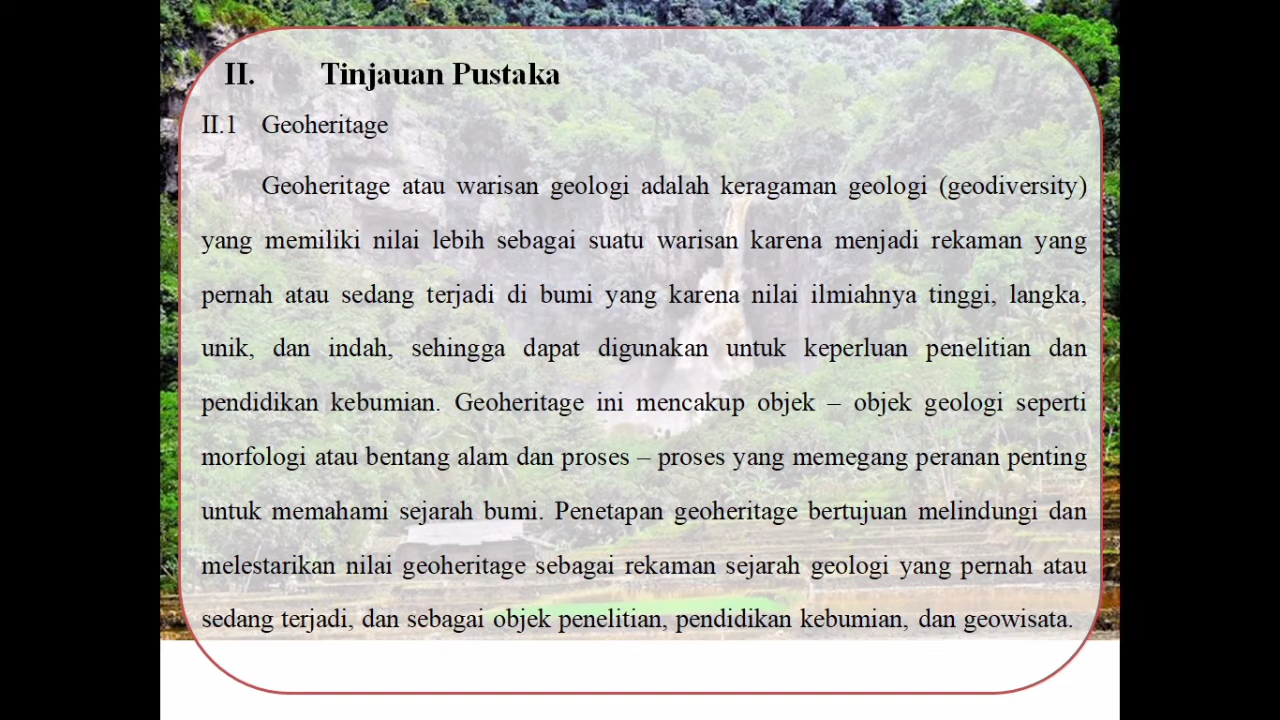 II. Tinjauan Pustaka
II.1 Geoheritage
Geoheritage atau warisan geologi adalah keragaman geologi (geodiversity)
yang memiliki nilai lebih sebagai suatu warisan karena menjadi rekaman yang
pernah atau sedang terjadi di bumi yang karena nilai ilmiahnya tinggi, langka,
unik, dan indah, sehingga dapat digunakan untuk keperluan penelitian dan
pendidikan kebumian. Geoheritage ini mencakup objek – objek geologi seperti
morfologi atau bentang alam dan proses – proses yang memegang peranan penting
untuk memahami sejarah bumi. Penetapan geoheritage bertujuan melindungi dan
melestarikan nilai geoheritage sebagai rekaman sejarah geologi yang pernah atau
sedang terjadi, dan sebagai objek penelitian, pendidikan kebumian, dan geowisata.